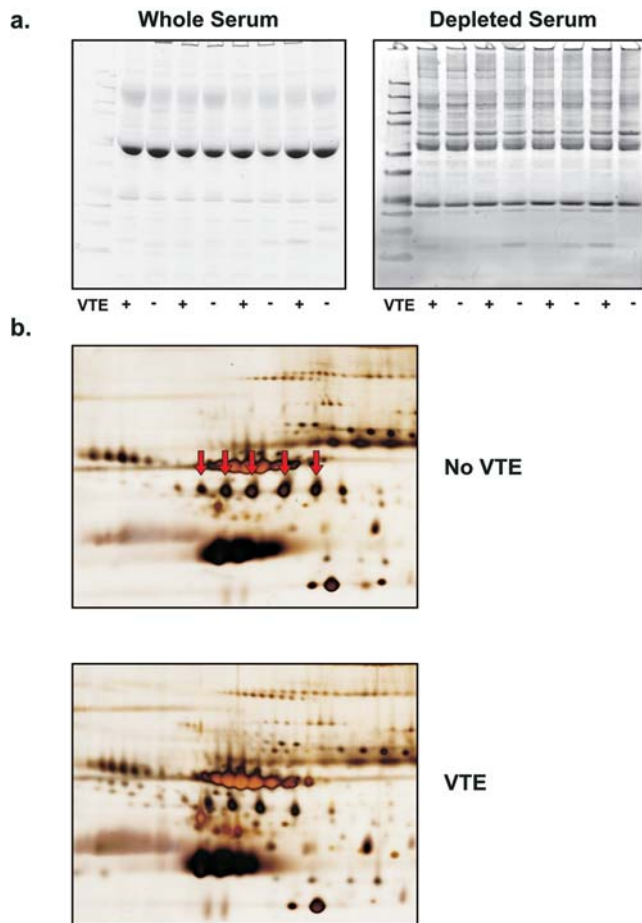 a.
Whole Serum
Depleted Serum
VTE + - + - + - + -
VTE + - + - + - + -
b.
No VTE
VTE